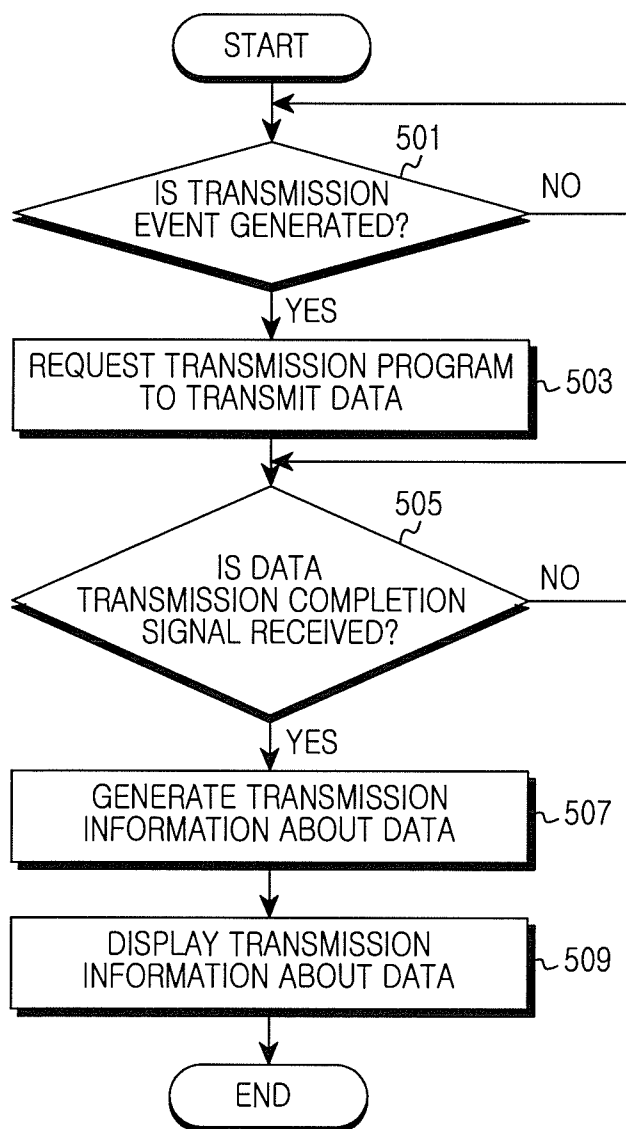 START
501
IS TRANSMISSION
EVENT GENERATED?
NO
YES
REQUEST TRANSMISSION PROGRAM
TO TRANSMIT DATA
503
505
IS DATA
TRANSMISSION COMPLETION
SIGNAL RECEIVED?
NO
YES
GENERATE TRANSMISSION
INFORMATION ABOUT DATA
507
DISPLAY TRANSMISSION
INFORMATION ABOUT DATA
509
END